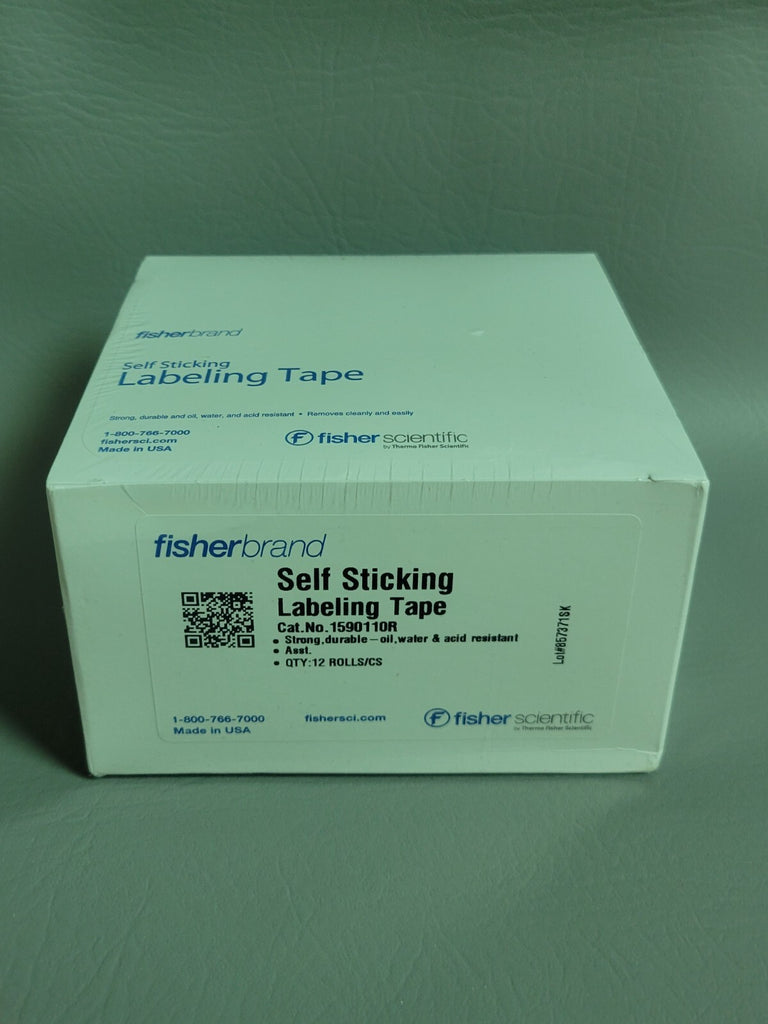 fisherbrand
Self Sticking
Labeling Tape
Strong, durable and oil, water, and acid resistant • Removes cleanly and easily
1-800-766-7000
fishersci.com
Made in USA
fisher scientific
by Thermo Fisher Scientific
fisherbrand
Self Sticking
Labeling Tape
Cat.No.1590110R
• Strong,durable-oil,water & acid resistant
• Asst.
• QTY:12 ROLLS/CS
Lot#857371SK
1-800-766-7000
Made in USA
fishersci.com
fisher scientific
by Thermo Fisher Scientific